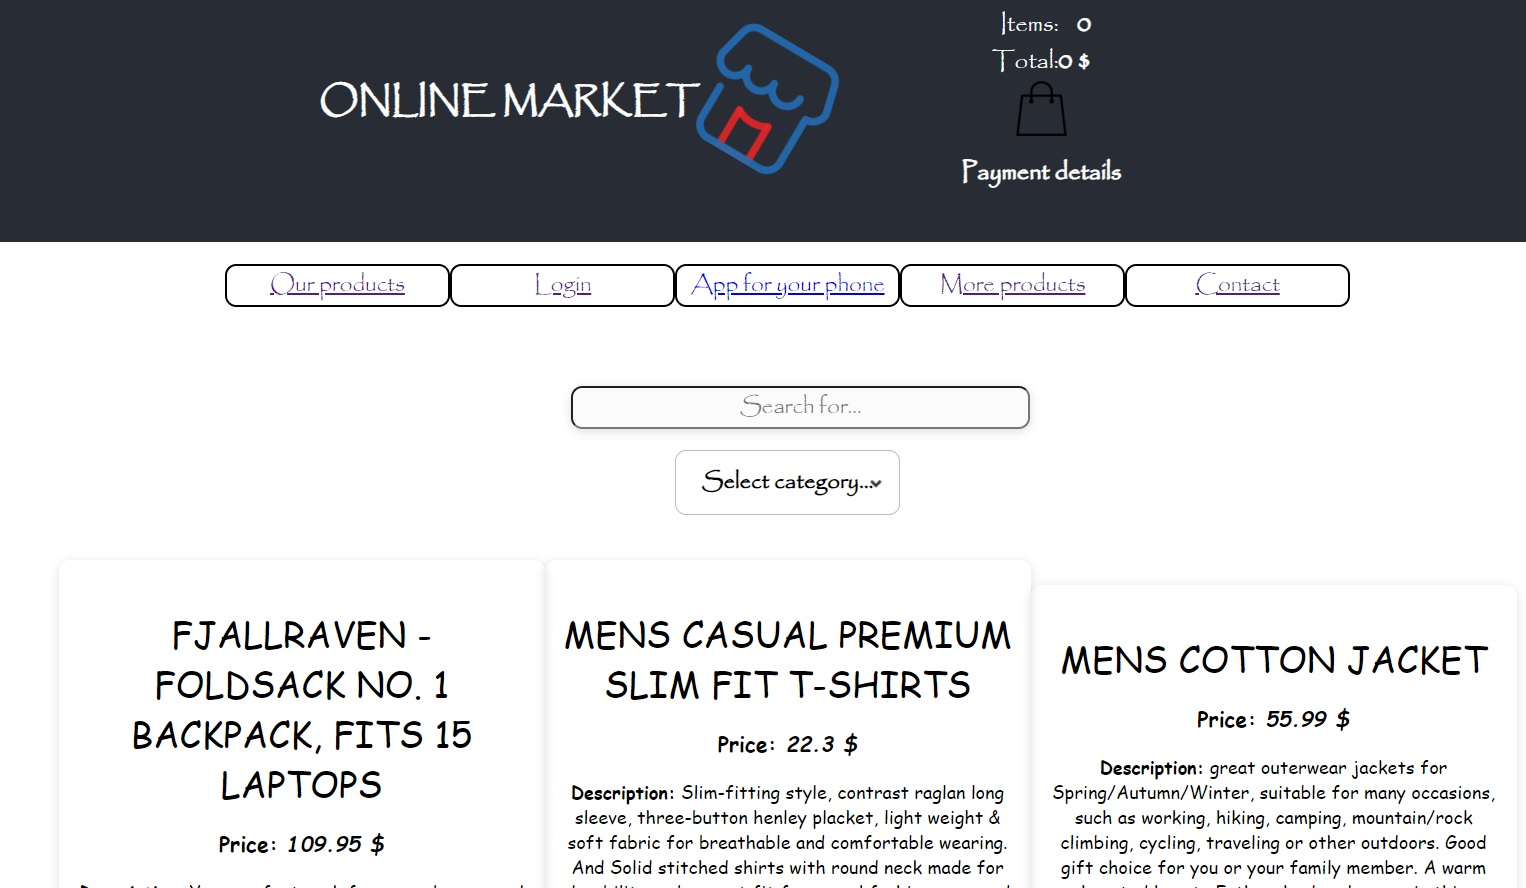 Items: 0
Total:0 $
ONLINE MARKET
Payment details
Our products
Login
App for your phone
More products
Contact
Search for...
Select category...
FJALLRAVEN -
FOLDSACK NO. 1
BACKPACK, FITS 15
LAPTOPS
Price: 109.95 $
MENS CASUAL PREMIUM
SLIM FIT T-SHIRTS
Price: 22.3 $
Description: Slim-fitting style, contrast raglan long
sleeve, three-button henley placket, light weight &
soft fabric for breathable and comfortable wearing.
And Solid stitched shirts with round neck made for
MENS COTTON JACKET
Price: 55.99 $
Description: great outerwear jackets for
Spring/Autumn/Winter, suitable for many occasions,
such as working, hiking, camping, mountain/rock
climbing, cycling, traveling or other outdoors. Good
gift choice for you or your family member. A warm